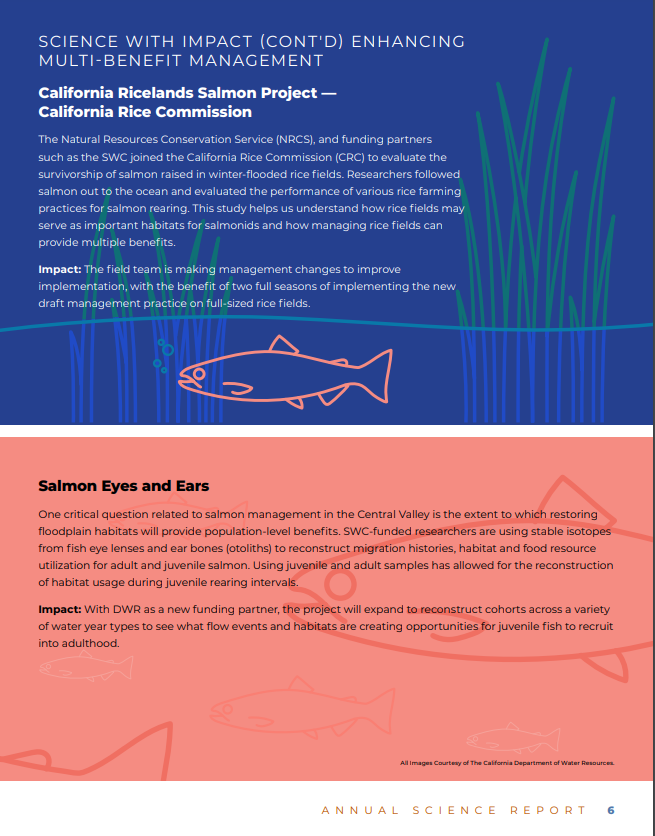 SCIENCE WITH IMPACT (CONT'D) ENHANCING
MULTI-BENEFIT MANAGEMENT
California Ricelands Salmon Project —
California Rice Commission
The Natural Resources Conservation Service (NRCS), and funding partners
such as the SWC joined the California Rice Commission (CRC) to evaluate the
survivorship of salmon raised in winter-flooded rice fields. Researchers followed
salmon out to the ocean and evaluated the performance of various rice farming
practices for salmon rearing. This study helps us understand how rice fields may
serve as important habitats for salmonids and how managing rice fields can
provide multiple benefits.
Impact: The field team is making management changes to improve
implementation, with the benefit of two full seasons of implementing the new
draft management practice on full-sized rice fields.
Salmon Eyes and Ears
One critical question related to salmon management in the Central Valley is the extent to which restoring
floodplain habitats will provide population-level benefits. SWC-funded researchers are using stable isotopes
from fish eye lenses and ear bones (otoliths) to reconstruct migration histories, habitat and food resource
utilization for adult and juvenile salmon. Using juvenile and adult samples has allowed for the reconstruction
of habitat usage during juvenile rearing intervals.
Impact: With DWR as a new funding partner, the project will expand to reconstruct cohorts across a variety
of water year types to see what flow events and habitats are creating opportunities for juvenile fish to recruit
into adulthood.
All Images Courtesy of The California Department of Water Resources.
ANNUAL SCIENCE REPORT 6